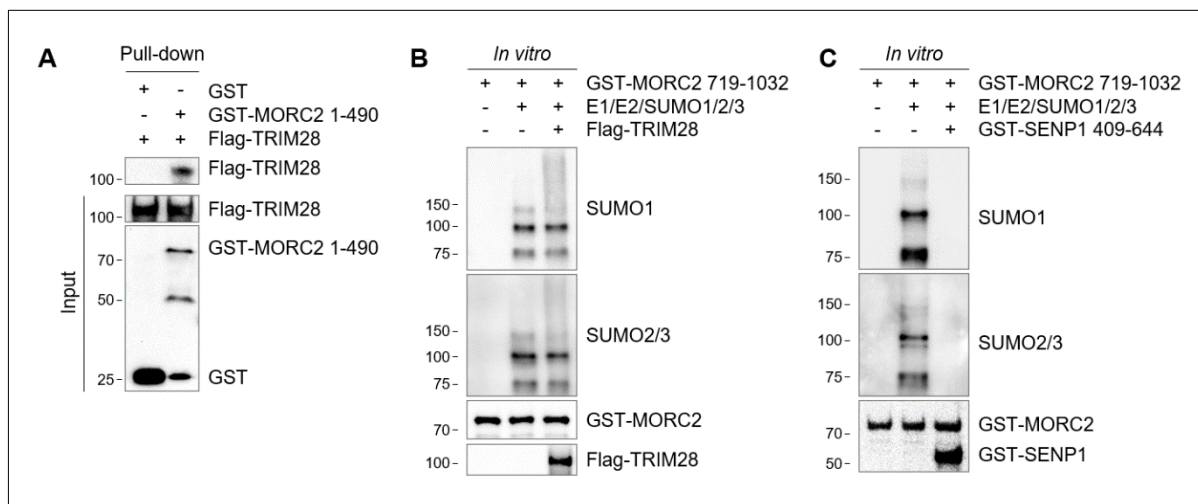 A
Pull-down
+ - GST
- + GST-MORC2 1-490
+ + Flag-TRIM28
Flag-TRIM28
100
Flag-TRIM28
100
GST-MORC2 1-490
70
50
25
GST
Input
B
In vitro
+ + + GST-MORC2 719-1032
- + + E1/E2/SUMO1/2/3
- - + Flag-TRIM28
150
100
75
SUMO1
150
100
75
SUMO2/3
GST-MORC2
70
100
Flag-TRIM28
C
In vitro
+ + + GST-MORC2 719-1032
- + + E1/E2/SUMO1/2/3
- - + GST-SENP1 409-644
150
100
75
SUMO1
150
100
75
SUMO2/3
70
GST-MORC2
50
GST-SENP1